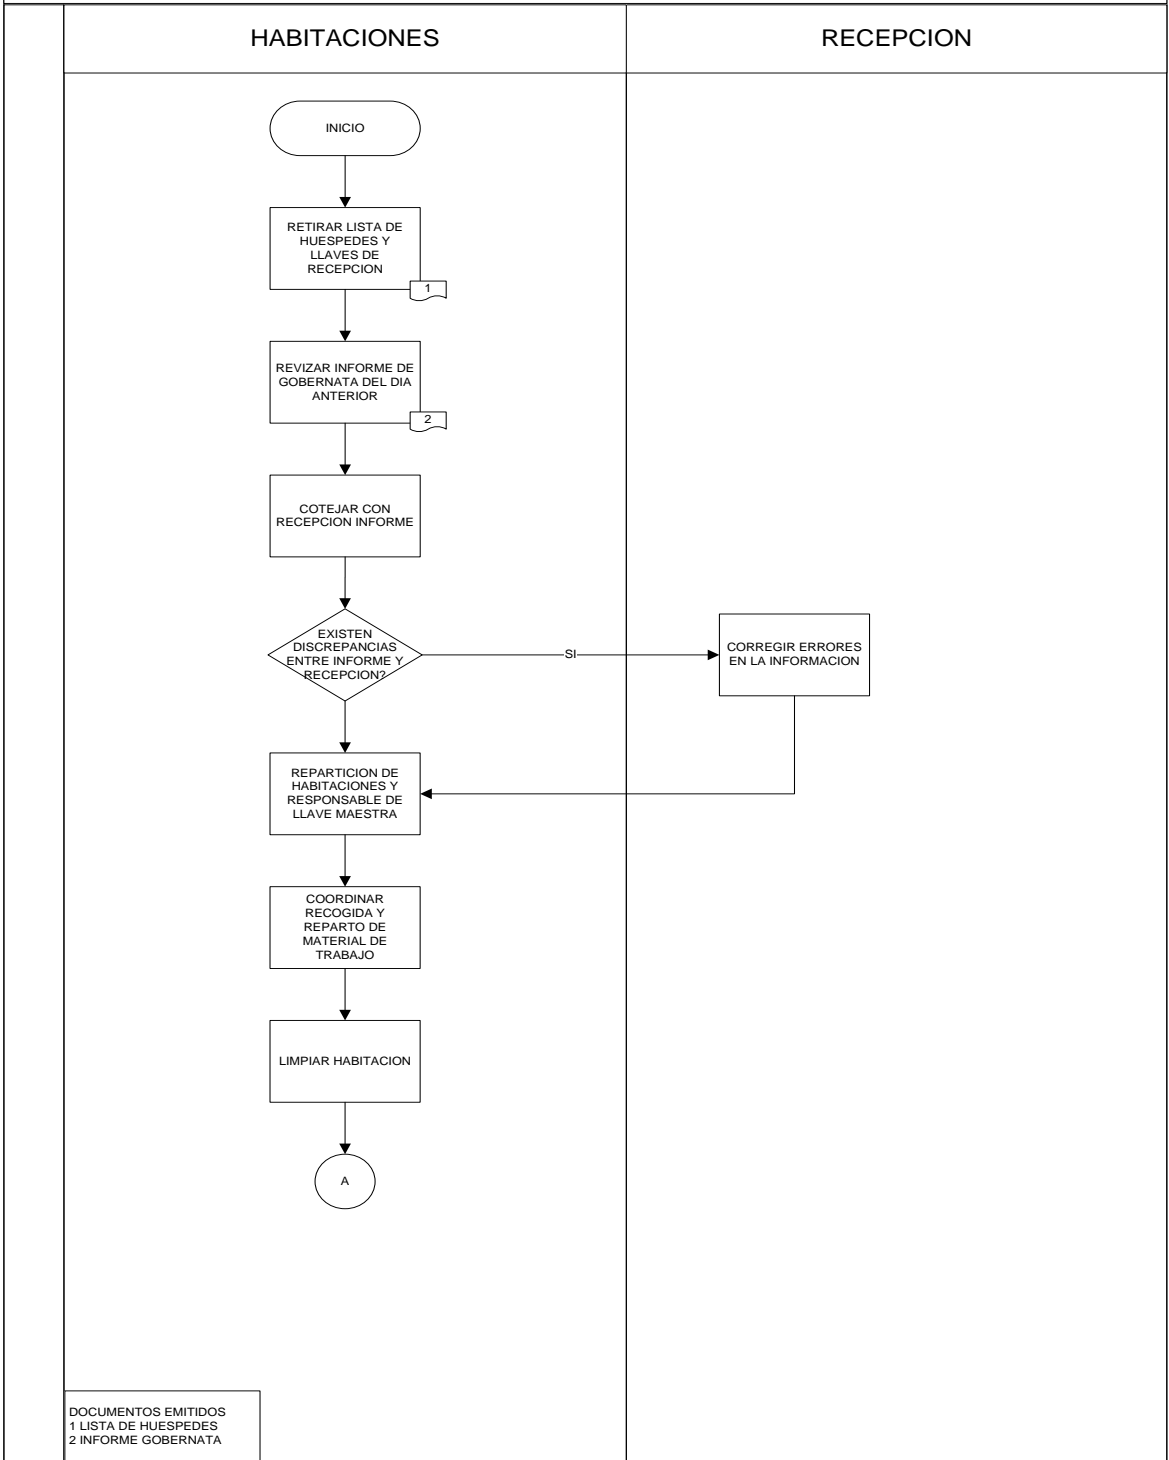 HABITACIONES
RECEPCION
INICIO
RETIRAR LISTA DE
HUESPEDES Y
LLAVES DE
RECEPCION
1
REVIZAR INFORME DE
GOBERNATA DEL DIA
ANTERIOR
2
COTEJAR CON
RECEPCION INFORME
EXISTEN
DISCREPANCIAS
ENTRE INFORME Y
RECEPCION?
SI
CORREGIR ERRORES
EN LA INFORMACION
REPARTICION DE
HABITACIONES Y
RESPONSABLE DE
LLAVE MAESTRA
COORDINAR
RECOGIDA Y
REPARTO DE
MATERIAL DE
TRABAJO
LIMPIAR HABITACION
A
DOCUMENTOS EMITIDOS
1 LISTA DE HUESPEDES
2 INFORME GOBERNATA